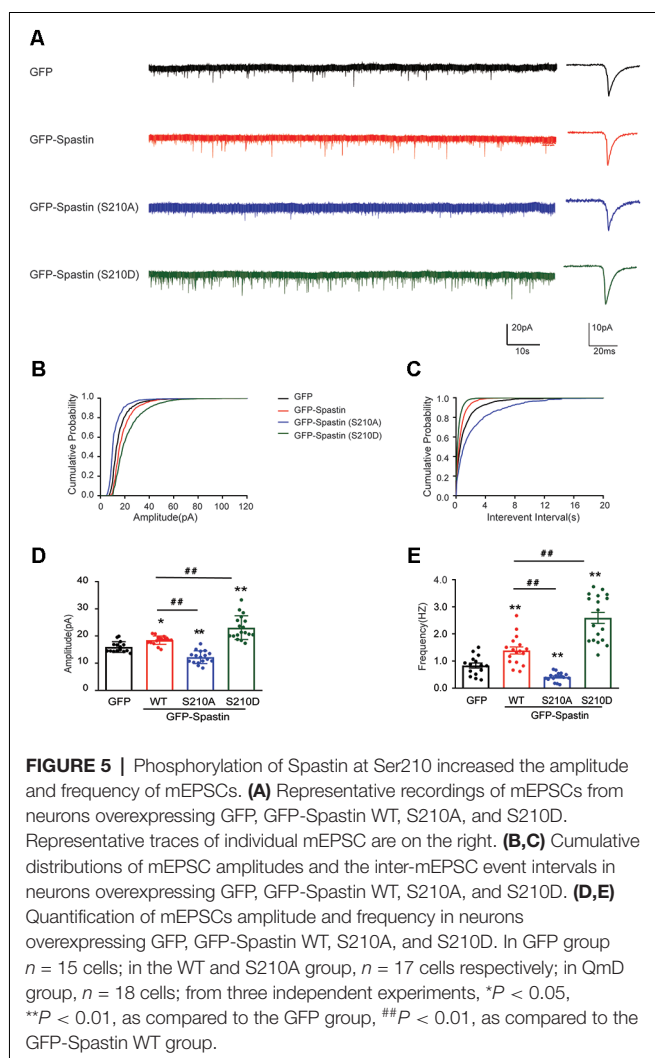 A
GFP
GFP-Spastin
GFP-Spastin (S210A)
GFP-Spastin (S210D)
20pA
10s
10pA
20ms
B
Cumulative Probability
1.0
0.8
0.6
0.4
0.2
0.0
0 20 40 60 80 100 120
Amplitude(pA)
GFP
GFP-Spastin
GFP-Spastin (S210A)
GFP-Spastin (S210D)
C
Cumulative Probability
1.0
0.8
0.6
0.4
0.2
0.0
0 4 8 12 16 20
Interevent Interval(s)
D
Amplitude(pA)
40
30
20
10
0
##
##
*
**
**
GFP WT S210A S210D
GFP-Spastin
E
Frequency(HZ)
4.0
3.0
2.0
1.0
0.0
##
##
**
**
**
GFP WT S210A S210D
GFP-Spastin
FIGURE 5 | Phosphorylation of Spastin at Ser210 increased the amplitude
and frequency of mEPSCs. (A) Representative recordings of mEPSCs from
neurons overexpressing GFP, GFP-Spastin WT, S210A, and S210D.
Representative traces of individual mEPSC are on the right. (B,C) Cumulative
distributions of mEPSC amplitudes and the inter-mEPSC event intervals in
neurons overexpressing GFP, GFP-Spastin WT, S210A, and S210D. (D,E)
Quantification of mEPSCs amplitude and frequency in neurons
overexpressing GFP, GFP-Spastin WT, S210A, and S210D. In GFP group
n = 15 cells; in the WT and S210A group, n = 17 cells respectively; in QmD
group, n = 18 cells; from three independent experiments, *P < 0.05,
**P < 0.01, as compared to the GFP group, ##P < 0.01, as compared to the
GFP-Spastin WT group.